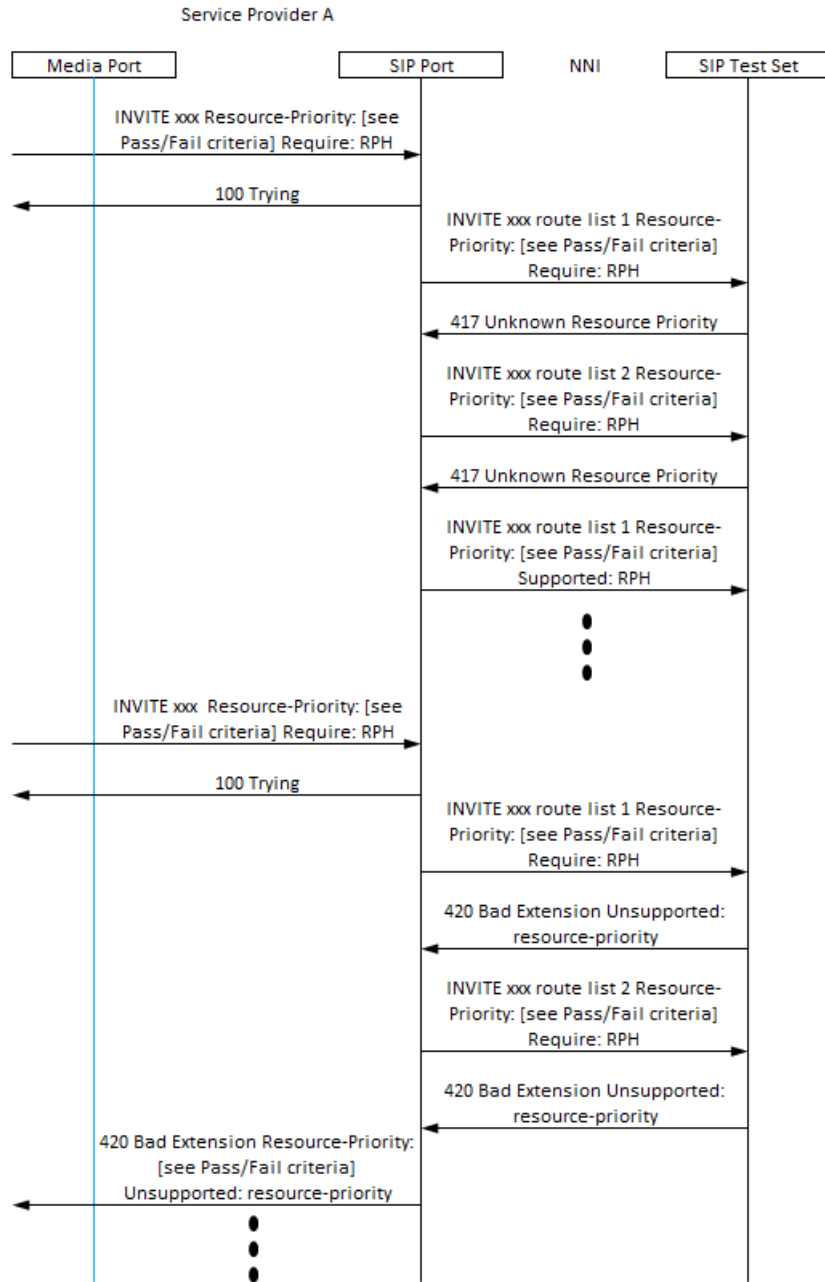 Service Provider A
Media Port
SIP Port
NNI
SIP Test Set
INVITE xxx Resource-Priority: [see
Pass/Fail criteria] Require: RPH
100 Trying
INVITE xxx route list 1 Resource-
Priority: [see Pass/Fail criteria]
Require: RPH
417 Unknown Resource Priority
INVITE xxx route list 2 Resource-
Priority: [see Pass/Fail criteria]
Require: RPH
417 Unknown Resource Priority
INVITE xxx route list 1 Resource-
Priority: [see Pass/Fail criteria]
Supported: RPH
INVITE xxx  Resource-Priority: [see
Pass/Fail criteria] Require: RPH
100 Trying
INVITE xxx route list 1 Resource-
Priority: [see Pass/Fail criteria]
Require: RPH
420 Bad Extension Unsupported:
resource-priority
INVITE xxx route list 2 Resource-
Priority: [see Pass/Fail criteria]
Require: RPH
420 Bad Extension Unsupported:
resource-priority
420 Bad Extension Resource-Priority:
[see Pass/Fail criteria]
Unsupported: resource-priority